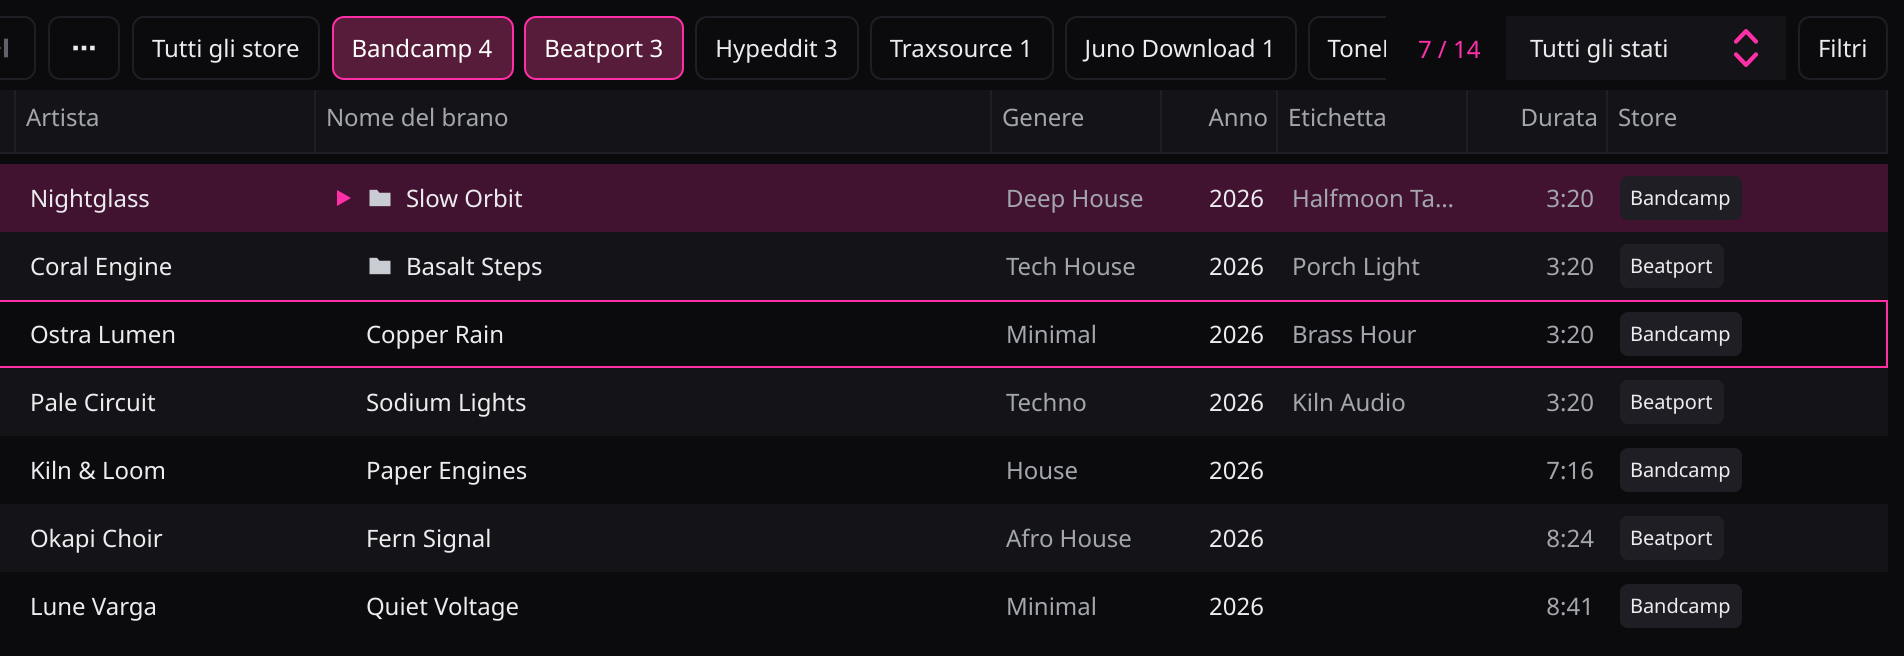 ... Tutti gli store Bandcamp 4 Beatport 3 Hypeddit 3 Traxsource 1 Juno Download 1 7 / 14 Tutti gli stati Filtri
Artista Nome del brano Genere Anno Etichetta Durata Store
Nightglass Slow Orbit Deep House 2026 Halfmoon Ta... 3:20 Bandcamp
Coral Engine Basalt Steps Tech House 2026 Porch Light 3:20 Beatport
Ostra Lumen Copper Rain Minimal 2026 Brass Hour 3:20 Bandcamp
Pale Circuit Sodium Lights Techno 2026 Kiln Audio 3:20 Beatport
Kiln & Loom Paper Engines House 2026 7:16 Bandcamp
Okapi Choir Fern Signal Afro House 2026 8:24 Beatport
Lune Varga Quiet Voltage Minimal 2026 8:41 Bandcamp